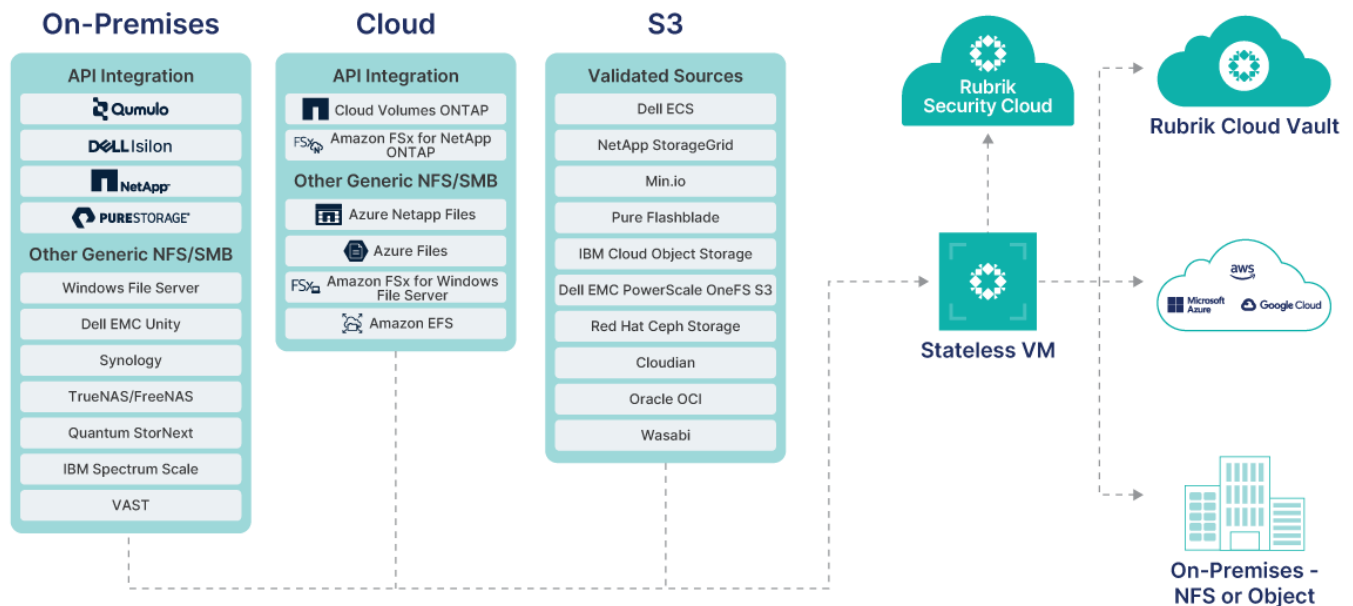 On-Premises
API Integration
Qumulo
DELL Isilon
NetApp
PURESTORAGE
Other Generic NFS/SMB
Windows File Server
Dell EMC Unity
Synology
TrueNAS/FreeNAS
Quantum StorNext
IBM Spectrum Scale
VAST
Cloud
API Integration
Cloud Volumes ONTAP
FSx Amazon FSx for NetApp
ONTAP
Other Generic NFS/SMB
Azure Netapp Files
Azure Files
FSx Amazon FSx for Windows
File Server
Amazon EFS
S3
Validated Sources
Dell ECS
NetApp StorageGrid
Min.io
Pure Flashblade
IBM Cloud Object Storage
Dell EMC PowerScale OneFS S3
Red Hat Ceph Storage
Cloudian
Oracle OCI
Wasabi
Rubrik
Security Cloud
Stateless VM
Rubrik Cloud Vault
aws
Microsoft
Azure
Google Cloud
On-Premises -
NFS or Object